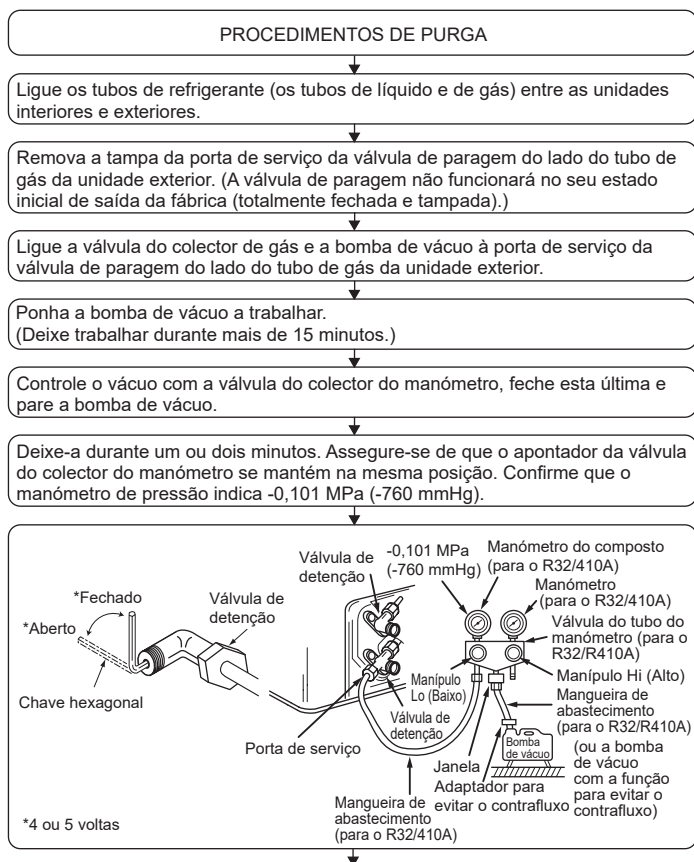 PROCEDIMENTOS DE PURGA
Ligue os tubos de refrigerante (os tubos de líquido e de gás) entre as unidades
interiores e exteriores.
Remova a tampa da porta de serviço da válvula de paragem do lado do tubo de
gás da unidade exterior. (A válvula de paragem não funcionará no seu estado
inicial de saída da fábrica (totalmente fechada e tampada).)
Ligue a válvula do colector de gás e a bomba de vácuo à porta de serviço da
válvula de paragem do lado do tubo de gás da unidade exterior.
Ponha a bomba de vácuo a trabalhar.
(Deixe trabalhar durante mais de 15 minutos.)
Controle o vácuo com a válvula do colector do manómetro, feche esta última e
pare a bomba de vácuo.
Deixe-a durante um ou dois minutos. Assegure-se de que o apontador da válvula
do colector do manómetro se mantém na mesma posição. Confirme que o
manómetro de pressão indica -0,101 MPa (-760 mmHg).
*Fechado
*Aberto
Chave hexagonal
Válvula de
detenção
*4 ou 5 voltas
Válvula de
detenção
-0,101 MPa
(-760 mmHg)
Manómetro do composto
(para o R32/410A)
Manómetro
(para o R32/410A)
Válvula do tubo do
manómetro (para o
R32/R410A)
Manípulo
Lo (Baixo)
Manípulo Hi (Alto)
Válvula de
detenção
Porta de serviço
Mangueira de
abastecimento
(para o R32/410A)
Mangueira de
abastecimento
(para o R32/R410A)
Janela
Adaptador para
evitar o contrafluxo
Bomba
de vácuo
(ou a bomba
de vácuo
com a função
para evitar o
contrafluxo)